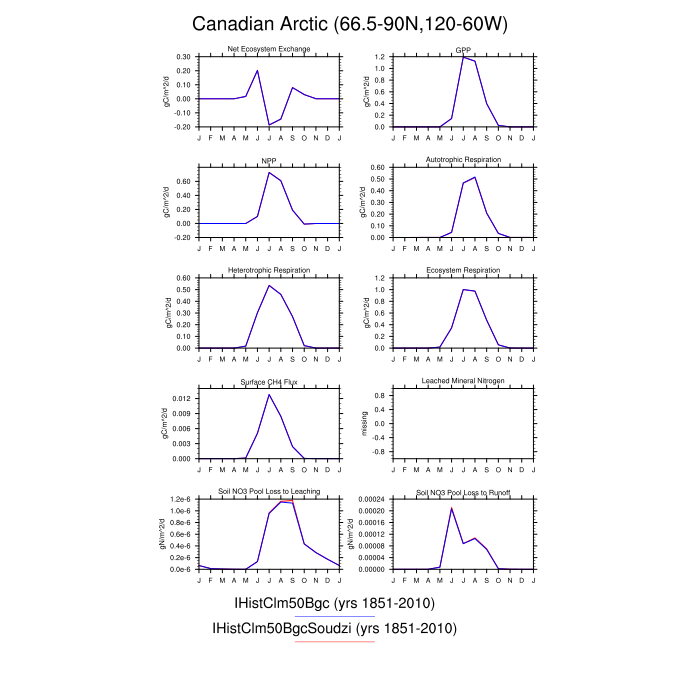 Canadian Arctic (66.5-90N,120-60W)
Net Ecosystem Exchange
gC/m^2/d
0.30
0.20
0.10
0.00
-0.10
-0.20
J F M A M J J A S O N D J
GPP
gC/m^2/d
1.2
1.0
0.8
0.6
0.4
0.2
0.0
J F M A M J J A S O N D J
NPP
gC/m^2/d
0.60
0.40
0.20
0.00
-0.20
J F M A M J J A S O N D J
Autotrophic Respiration
gC/m^2/d
0.60
0.50
0.40
0.30
0.20
0.10
0.00
J F M A M J J A S O N D J
Heterotrophic Respiration
gC/m^2/d
0.60
0.50
0.40
0.30
0.20
0.10
0.00
J F M A M J J A S O N D J
Ecosystem Respiration
gC/m^2/d
1.2
1.0
0.8
0.6
0.4
0.2
0.0
J F M A M J J A S O N D J
Surface CH4 Flux
gC/m^2/d
0.012
0.009
0.006
0.003
0.000
J F M A M J J A S O N D J
Leached Mineral Nitrogen
missing
0.8
0.4
0.0
-0.4
-0.8
J F M A M J J A S O N D J
Soil NO3 Pool Loss to Leaching
gN/m^2/d
1.2e-6
1.0e-6
0.8e-6
0.6e-6
0.4e-6
0.2e-6
0.0e-6
J F M A M J J A S O N D J
Soil NO3 Pool Loss to Runoff
gN/m^2/d
0.00024
0.00020
0.00016
0.00012
0.00008
0.00004
0.00000
J F M A M J J A S O N D J
IHistClm50Bgc (yrs 1851-2010)
IHistClm50BgcSoudzi (yrs 1851-2010)